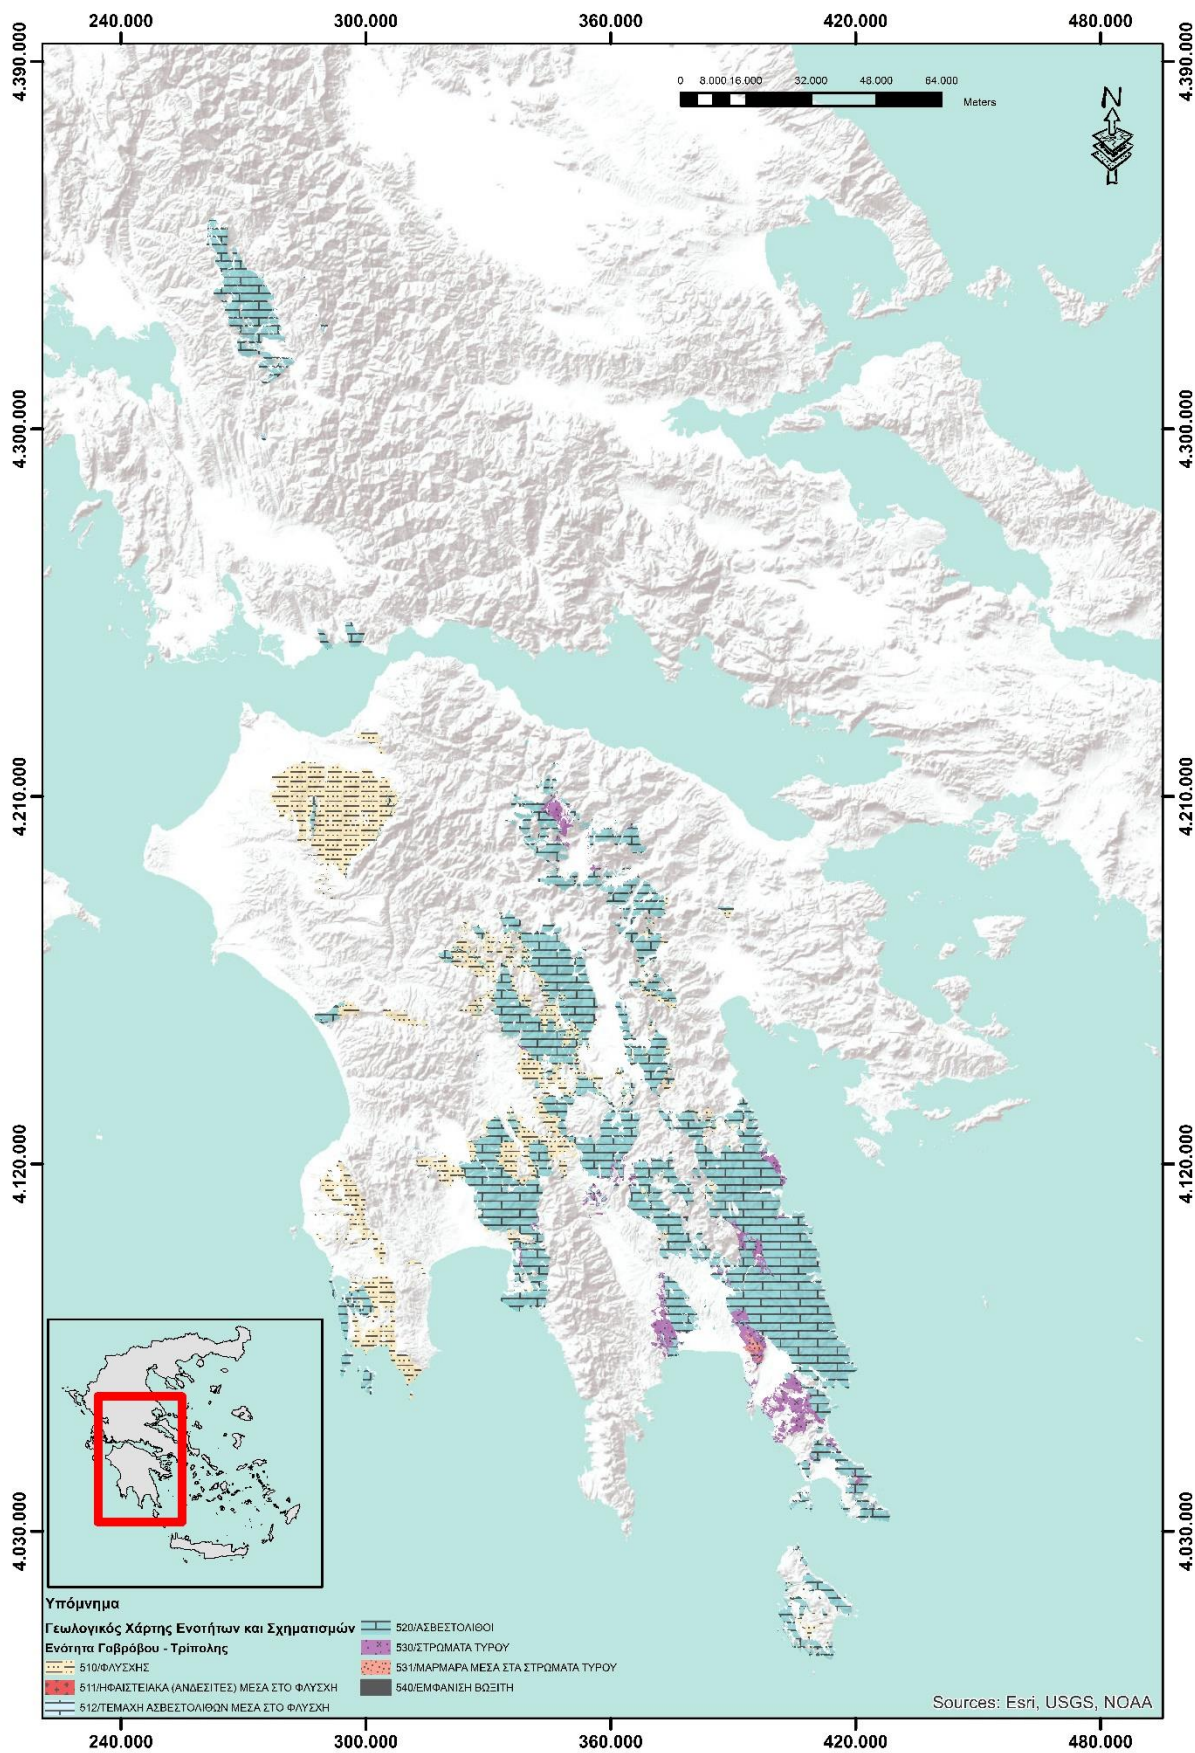 240.000 300.000 360.000 420.000 480.000
4.390.000 4.390.000
0 8.000 16.000 32.000 48.000 64.000
Meters
N
4.300.000 4.300.000
4.210.000 4.210.000
4.120.000 4.120.000
4.030.000 4.030.000
Υπόμνημα
Γεωλογικός Χάρτης Ενοτήτων και Σχηματισμών
Ενότητα Γαβρόβου - Τρίπολης
510/ΦΛΥΣΧΗΣ
511/ΗΦΑΙΣΤΕΙΑΚΑ (ΑΝΔΕΣΙΤΕΣ) ΜΕΣΑ ΣΤΟ ΦΛΥΣΧΗ
512/ΤΕΜΑΧΗ ΑΣΒΕΣΤΟΛΙΘΩΝ ΜΕΣΑ ΣΤΟ ΦΛΥΣΧΗ
520/ΑΣΒΕΣΤΟΛΙΘΟΙ
530/ΣΤΡΩΜΑΤΑ ΤΥΡΟΥ
531/ΜΑΡΜΑΡΑ ΜΕΣΑ ΣΤΑ ΣΤΡΩΜΑΤΑ ΤΥΡΟΥ
540/ΕΜΦΑΝΙΣΗ ΒΩΞΙΤΗ
Sources: Esri, USGS, NOAA
240.000 300.000 360.000 420.000 480.000